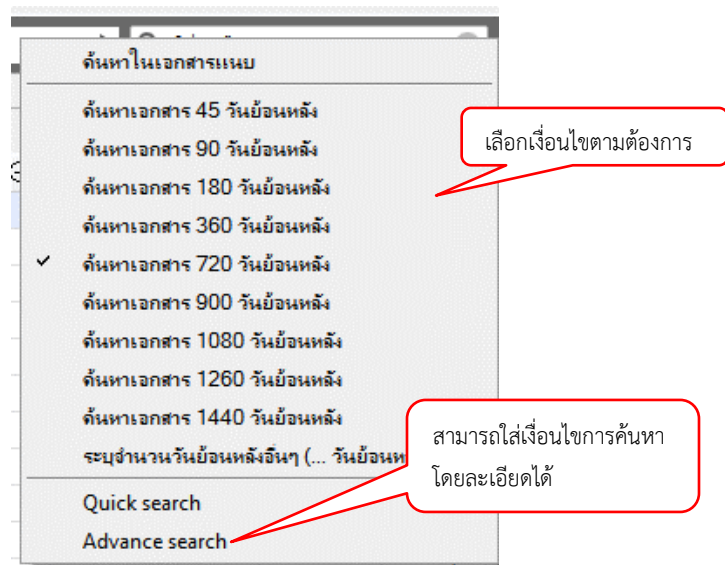 ค้นหาในเอกสารแนบ
ค้นหาเอกสาร 45 วันย้อนหลัง
ค้นหาเอกสาร 90 วันย้อนหลัง
เลือกเงื่อนไขตามต้องการ
ค้นหาเอกสาร 180 วันย้อนหลัง
ค้นหาเอกสาร 360 วันย้อนหลัง
ค้นหาเอกสาร 720 วันย้อนหลัง
ค้นหาเอกสาร 900 วันย้อนหลัง
ค้นหาเอกสาร 1080 วันย้อนหลัง
ค้นหาเอกสาร 1260 วันย้อนหลัง
ค้นหาเอกสาร 1440 วันย้อนหลัง
ระบุจำนวนวันย้อนหลังอื่นๆ (... วันย้อนห
สามารถใส่เงื่อนไขการค้นหา
โดยละเอียดได้
Quick search
Advance search